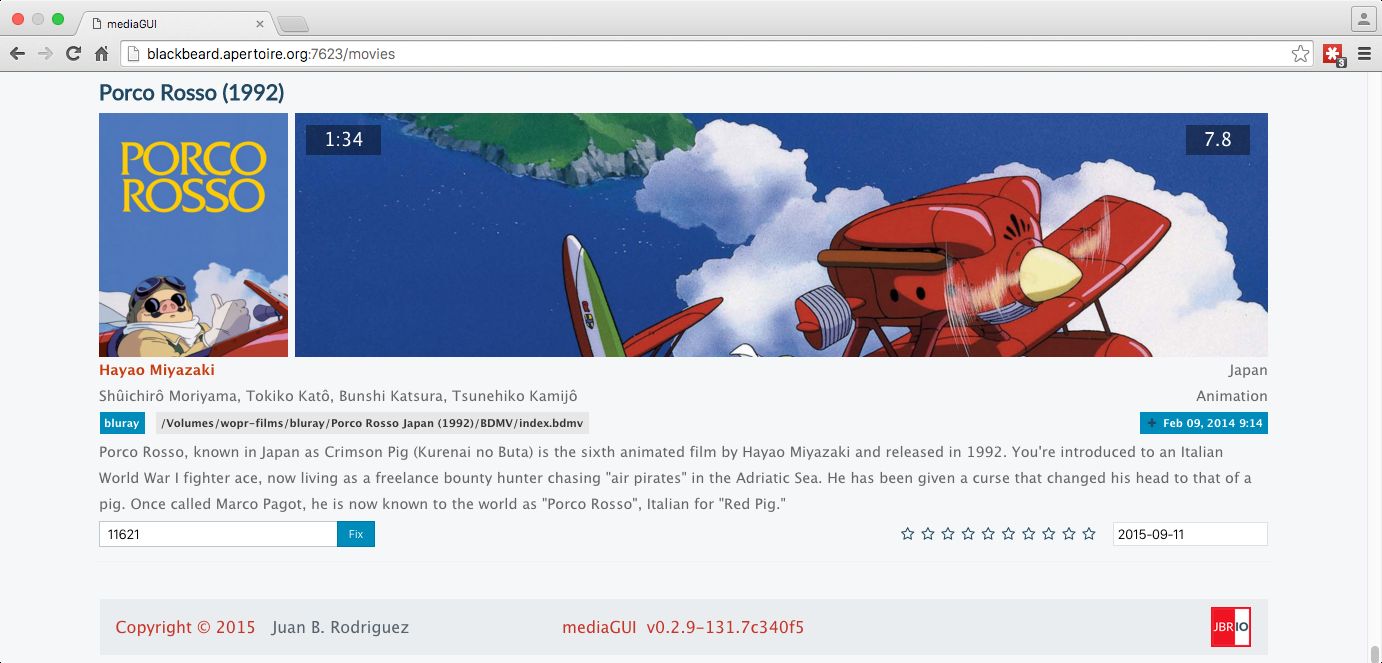 mediaGUI
blackbeard.apertoire.org:7623/movies
9
Porco Rosso (1992)
PORCO
ROSSO
1:34
7.8
Hayao Miyazaki
Japan
Shûichirô Moriyama, Tokiko Katô, Bunshi Katsura, Tsunehiko Kamijô
Animation
bluray /Volumes/wopr-films/bluray/Porco Rosso Japan (1992)/BDMV/index.bdmv
+ Feb 09, 2014 9:14
Porco Rosso, known in Japan as Crimson Pig (Kurenai no Buta) is the sixth animated film by Hayao Miyazaki and released in 1992. You're introduced to an Italian
World War I fighter ace, now living as a freelance bounty hunter chasing "air pirates" in the Adriatic Sea. He has been given a curse that changed his head to that of a
pig. Once called Marco Pagot, he is now known to the world as "Porco Rosso", Italian for "Red Pig."
11621 Fix
2015-09-11
Copyright © 2015 Juan B. Rodriguez
mediaGUI v0.2.9-131.7c340f5
JBRIO